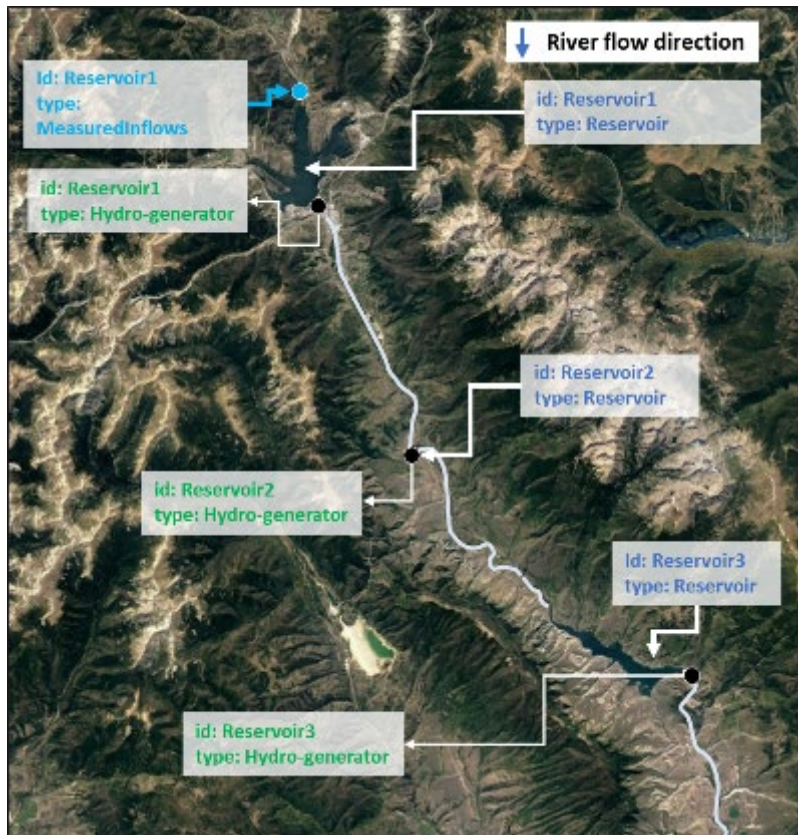 River flow direction
Id: Reservoir1
type:
MeasuredInflows
id: Reservoir1
type: Reservoir
id: Reservoir1
type: Hydro-generator
id: Reservoir2
type: Reservoir
id: Reservoir2
type: Hydro-generator
Id: Reservoir3
type: Reservoir
id: Reservoir3
type: Hydro-generator